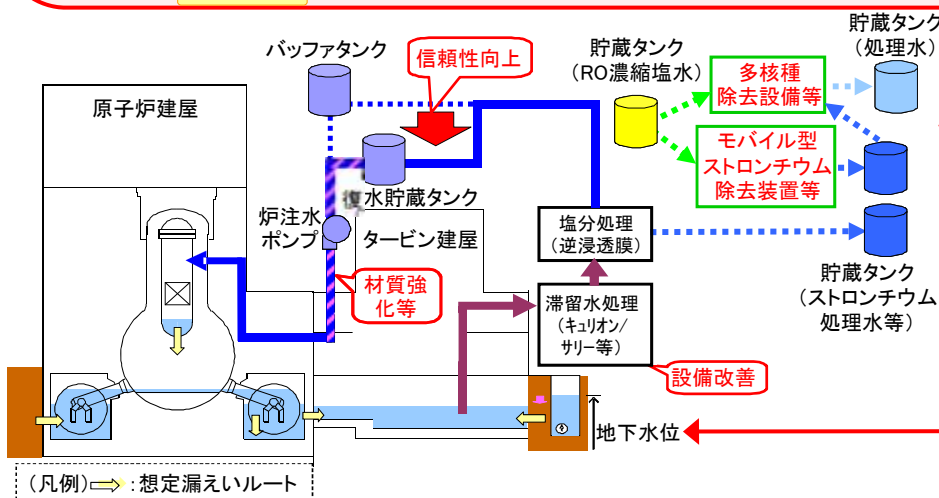 バッファタンク
信頼性向上
貯蔵タンク
(RO濃縮塩水)
多核種
除去設備等
貯蔵タンク
(処理水)
原子炉建屋
モバイル型
ストロンチウム
除去装置等
復水貯蔵タンク
炉注水
ポンプ
タービン建屋
塩分処理
(逆浸透膜)
材質強
化等
滞留水処理
(キュリオン/
サリー等)
貯蔵タンク
(ストロンチウム
処理水等)
設備改善
地下水位
(凡例) :想定漏えいルート